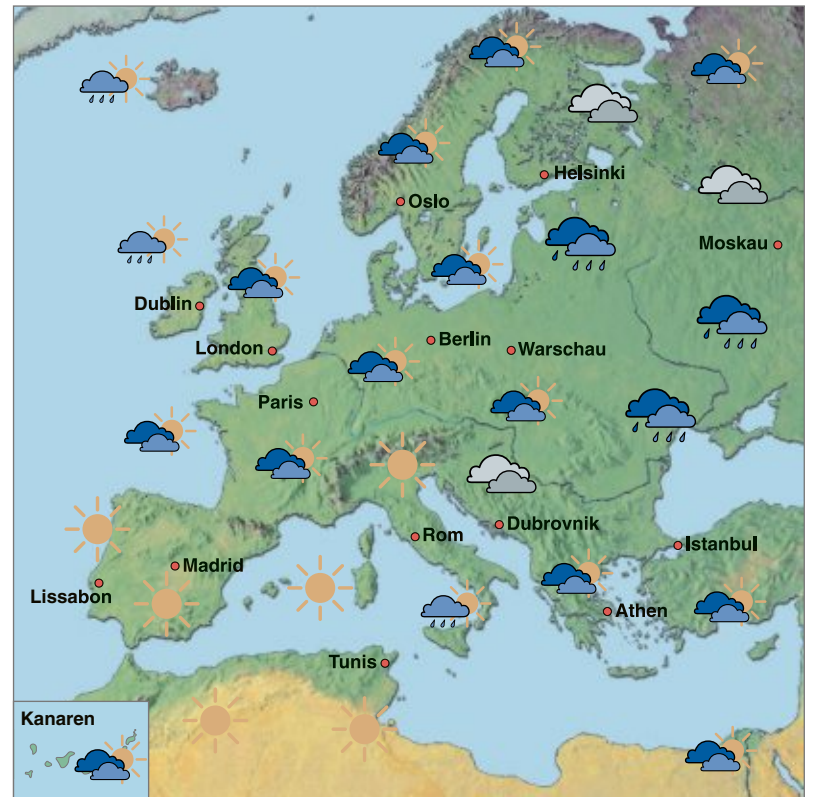 Helsinki
Oslo
Moskau
Dublin
Berlin
London
Warschau
Paris
Dubrovnik
Rom
Istanbul
Madrid
Lissabon
Athen
Tunis
Kanaren